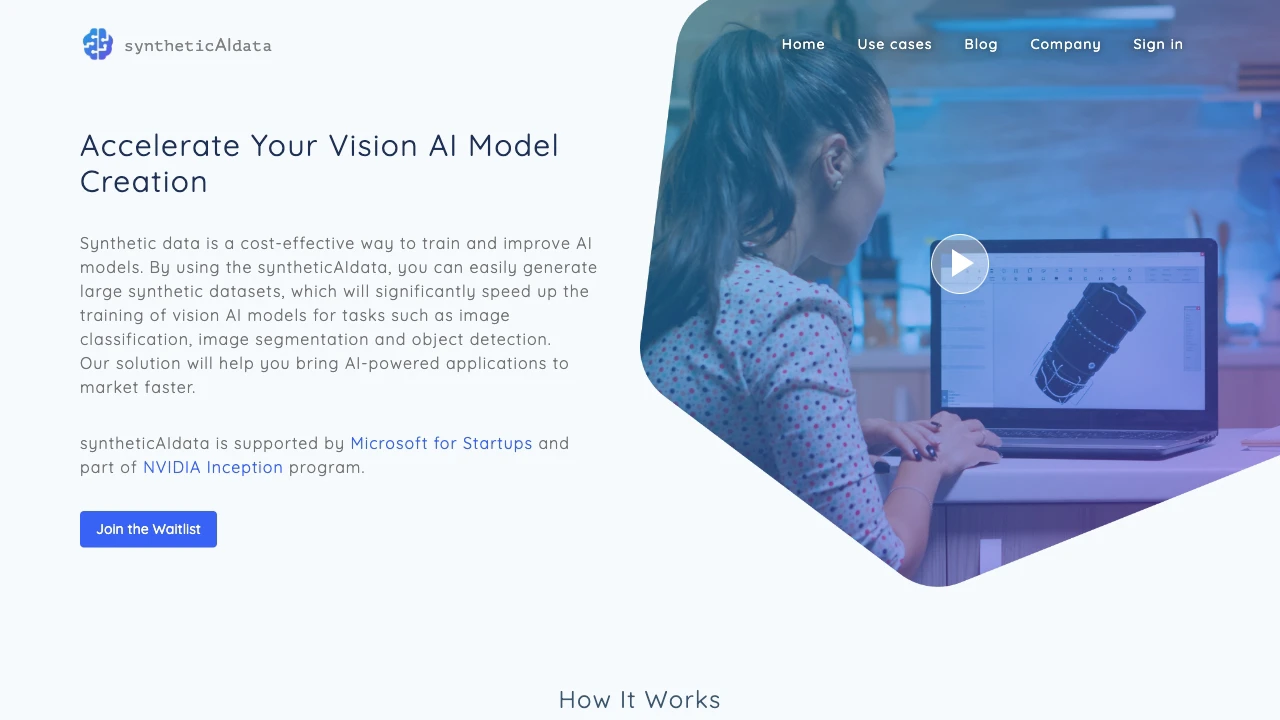 syntheticAIdata
Home Use cases Blog Company Sign in
Accelerate Your Vision AI Model
Creation
Synthetic data is a cost-effective way to train and improve AI
models. By using the syntheticAIdata, you can easily generate
large synthetic datasets, which will significantly speed up the
training of vision AI models for tasks such as image
classification, image segmentation and object detection.
Our solution will help you bring AI-powered applications to
market faster.
syntheticAIdata is supported by Microsoft for Startups and
part of NVIDIA Inception program.
Join the Waitlist
How It Works